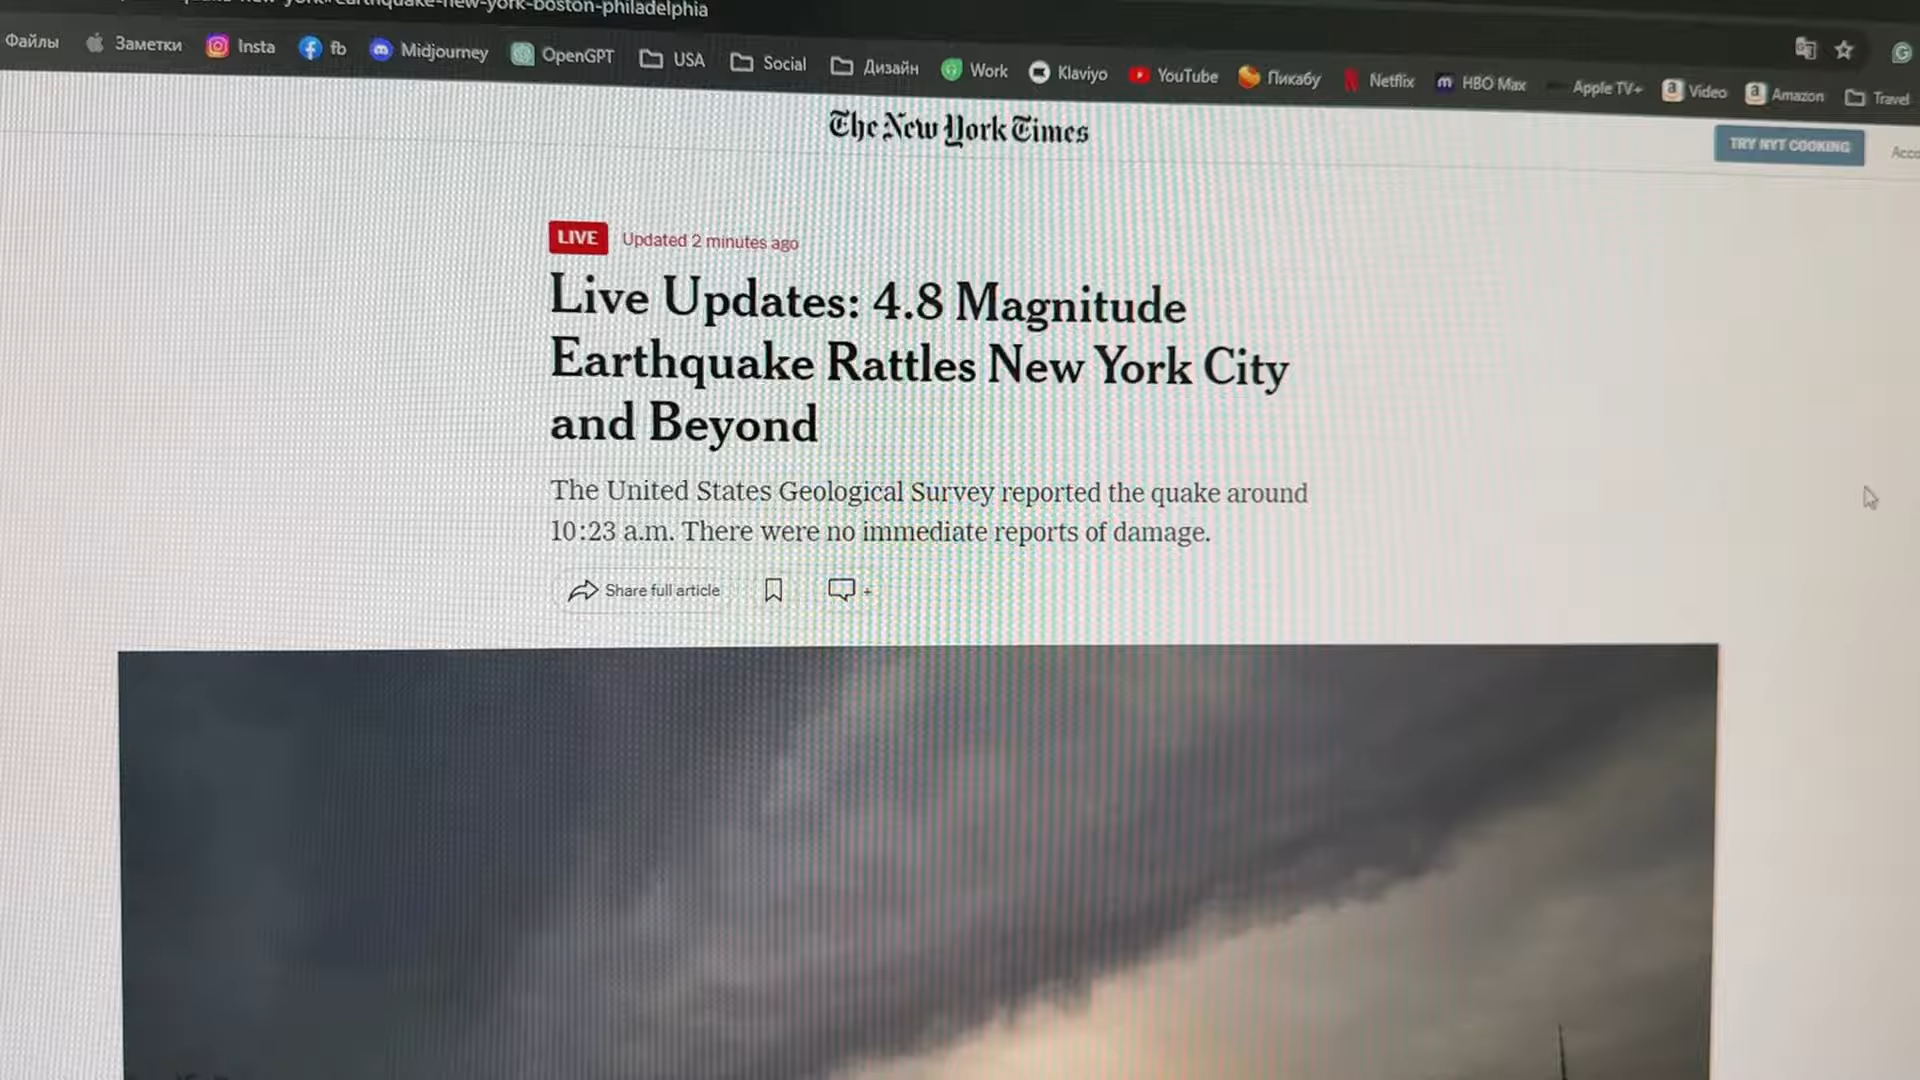 earthquake-new-york-boston-philadelphia
Файлы Заметки Insta fb Midjourney OpenGPT USA Social Дизайн Work Klaviyo YouTube Пикабу Netflix HBO Max Apple TV+ Video Amazon Travel
The New York Times
TRY NYT COOKING
LIVE Updated 2 minutes ago
Live Updates: 4.8 Magnitude
Earthquake Rattles New York City
and Beyond
The United States Geological Survey reported the quake around
10:23 a.m. There were no immediate reports of damage.
Share full article +